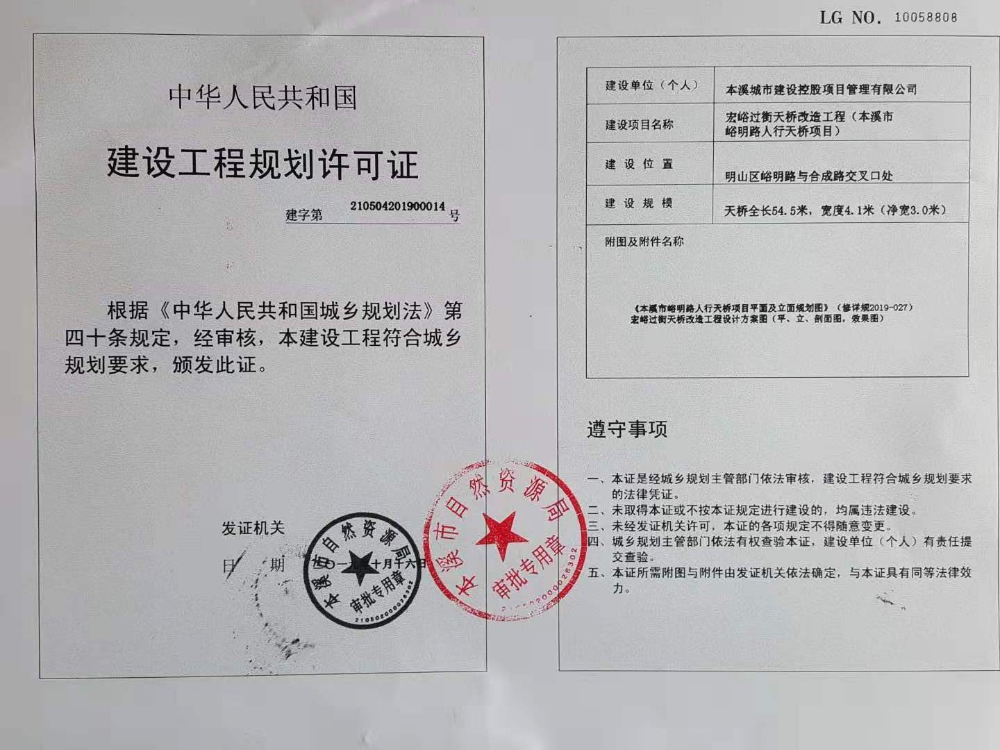 LG NO. 10058808
中华人民共和国
建设工程规划许可证
建字第 210504201900014 号
根据《中华人民共和国城乡规划法》第
四十条规定，经审核，本建设工程符合城乡
规划要求，颁发此证。
发证机关
日 期
一九年十月十六日
本溪市自然资源局
审批专用章
2105020000026302
本溪市自然资源局
审批专用章
建设单位（个人） 本溪城市建设控股项目管理有限公司
建设项目名称 宏峪过街天桥改造工程（本溪市
峪明路人行天桥项目）
建设位置 明山区峪明路与合成路交叉口处
建设规模 天桥全长54.5米，宽度4.1米（净宽3.0米）
附图及附件名称
《本溪市峪明路人行天桥项目平面及立面规划图》（修详规2019-027）
宏峪过街天桥改造工程设计方案图（平、立、剖面图，效果图）
遵守事项
一、本证是经城乡规划主管部门依法审核，建设工程符合城乡规划要求
的法律凭证。
二、未取得本证或不按本证规定进行建设的，均属违法建设。
三、未经发证机关许可，本证的各项规定不得随意变更。
四、城乡规划主管部门依法有权查验本证，建设单位（个人）有责任提
交查验。
五、本证所需附图与附件由发证机关依法确定，与本证具有同等法律效
力。